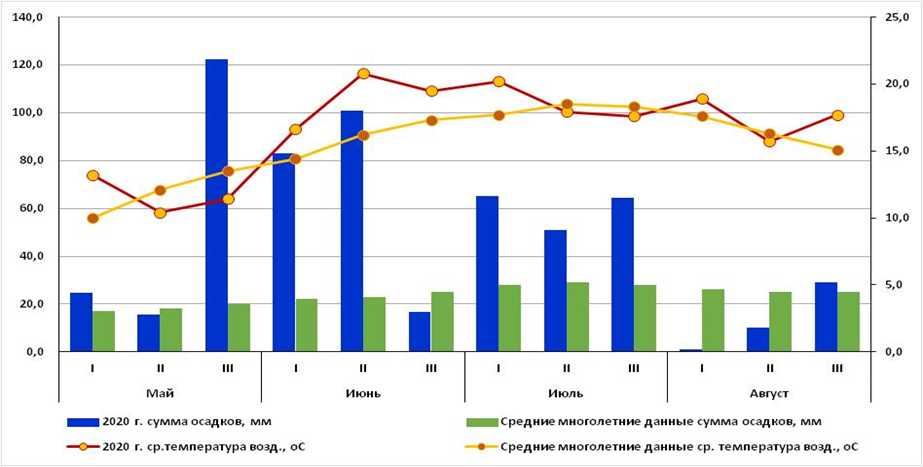 140,0 25,0
120,0 20,0
100,0
80,0 15,0
60,0 10,0
40,0
20,0 5,0
0,0 0,0
I II III I II III I II III I II III
Май Июнь Июль Август
2020 г. сумма осадков, мм Средние многолетние данные сумма осадков, мм
2020 г. ср.температура возд., оС Средние многолетние данные ср. температура возд., оС